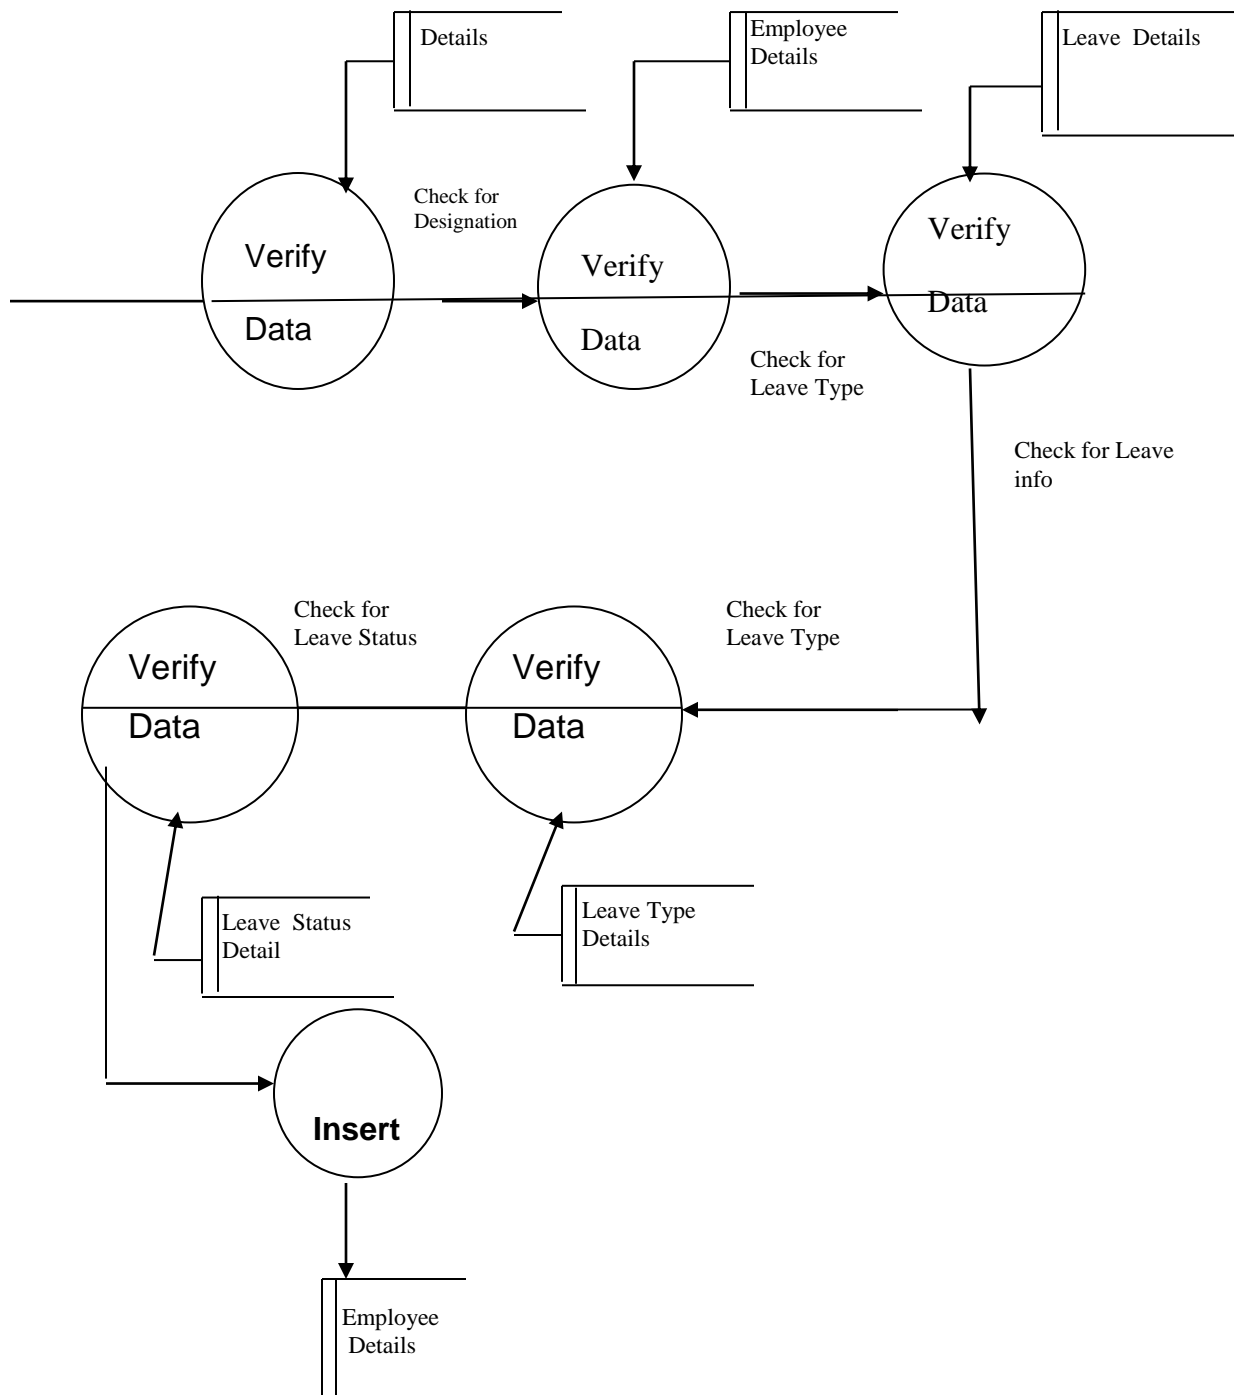 Details
Employee
Details
Leave  Details
Check for
Designation
Verify
Data
Verify
Data
Verify
Data
Check for
Leave Type
Check for Leave
info
Check for
Leave Status
Check for
Leave Type
Verify
Data
Verify
Data
Leave  Status
Detail
Leave Type
Details
Insert
Employee
Details